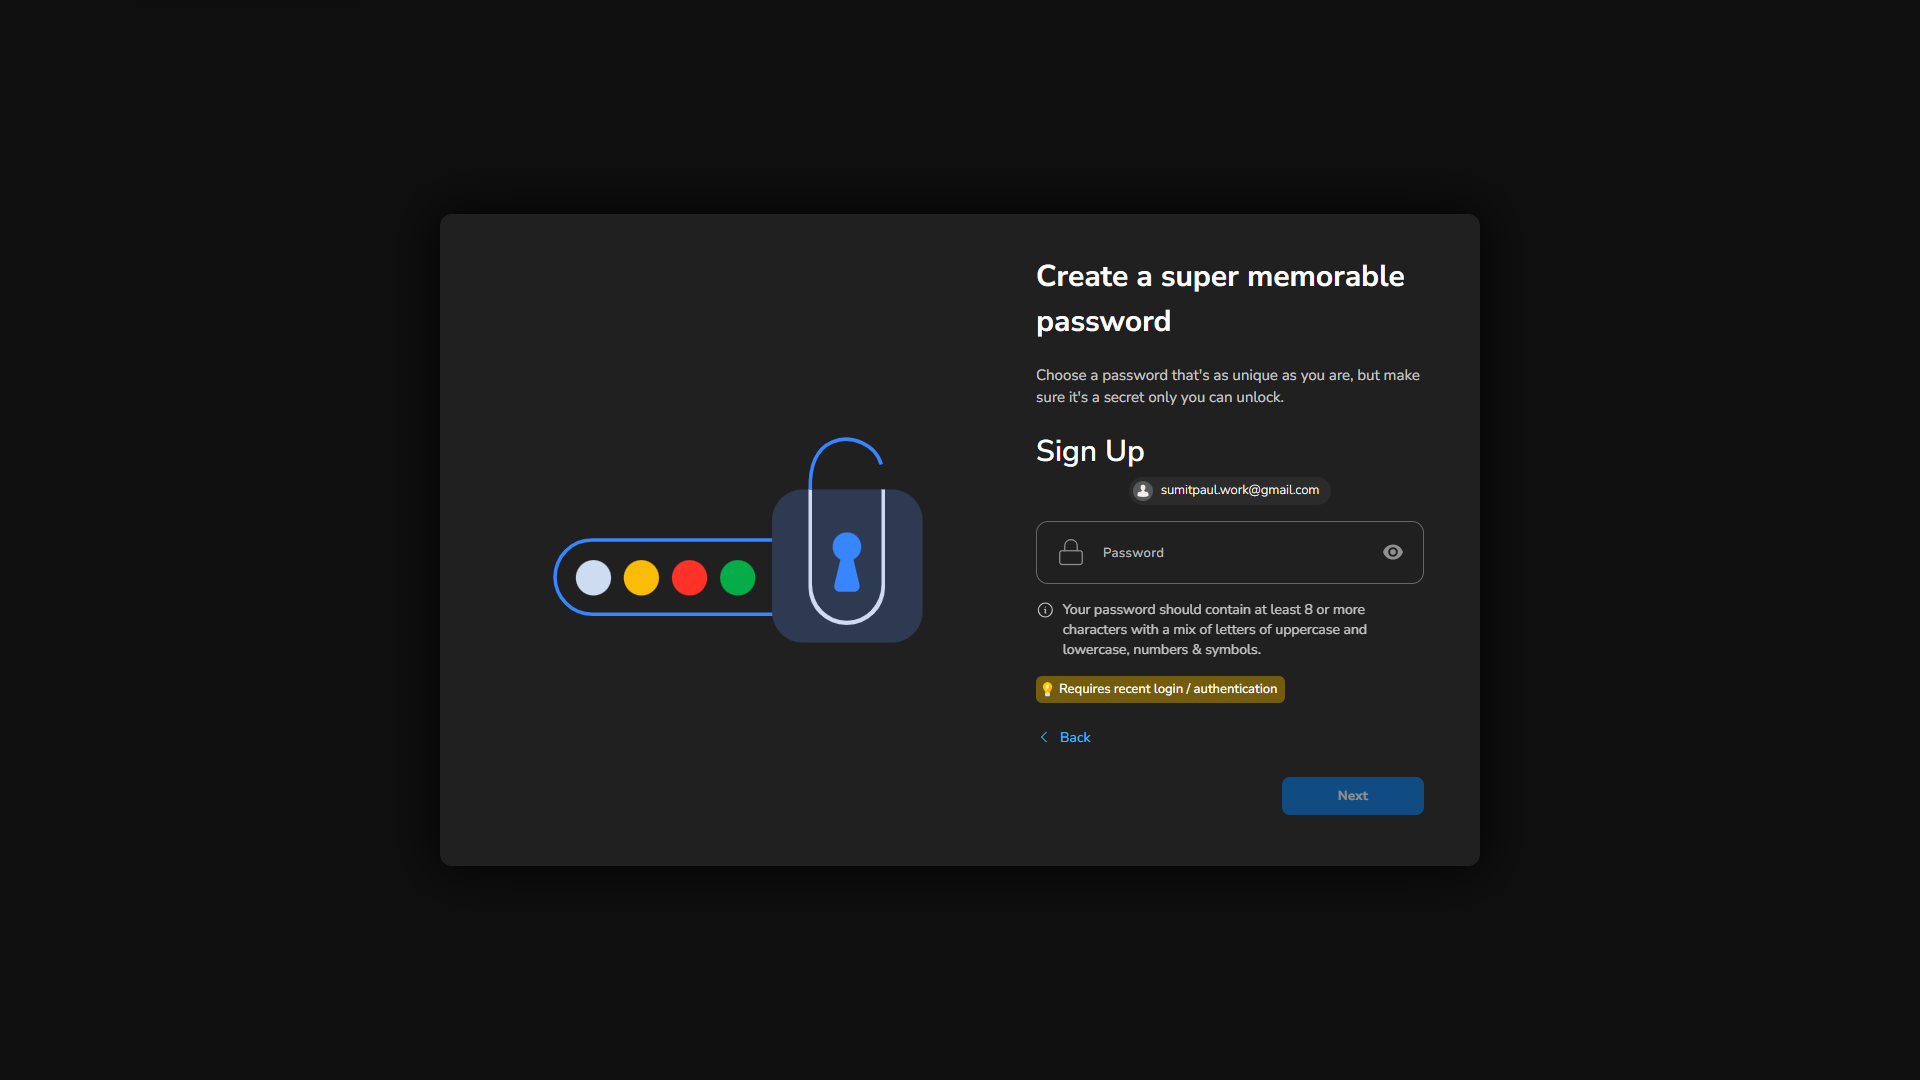 Create a super memorable
password
Choose a password that's as unique as you are, but make
sure it's a secret only you can unlock.
Sign Up
sumitpaul.work@gmail.com
Password
Your password should contain at least 8 or more
characters with a mix of letters of uppercase and
lowercase, numbers & symbols.
Requires recent login / authentication
Back
Next